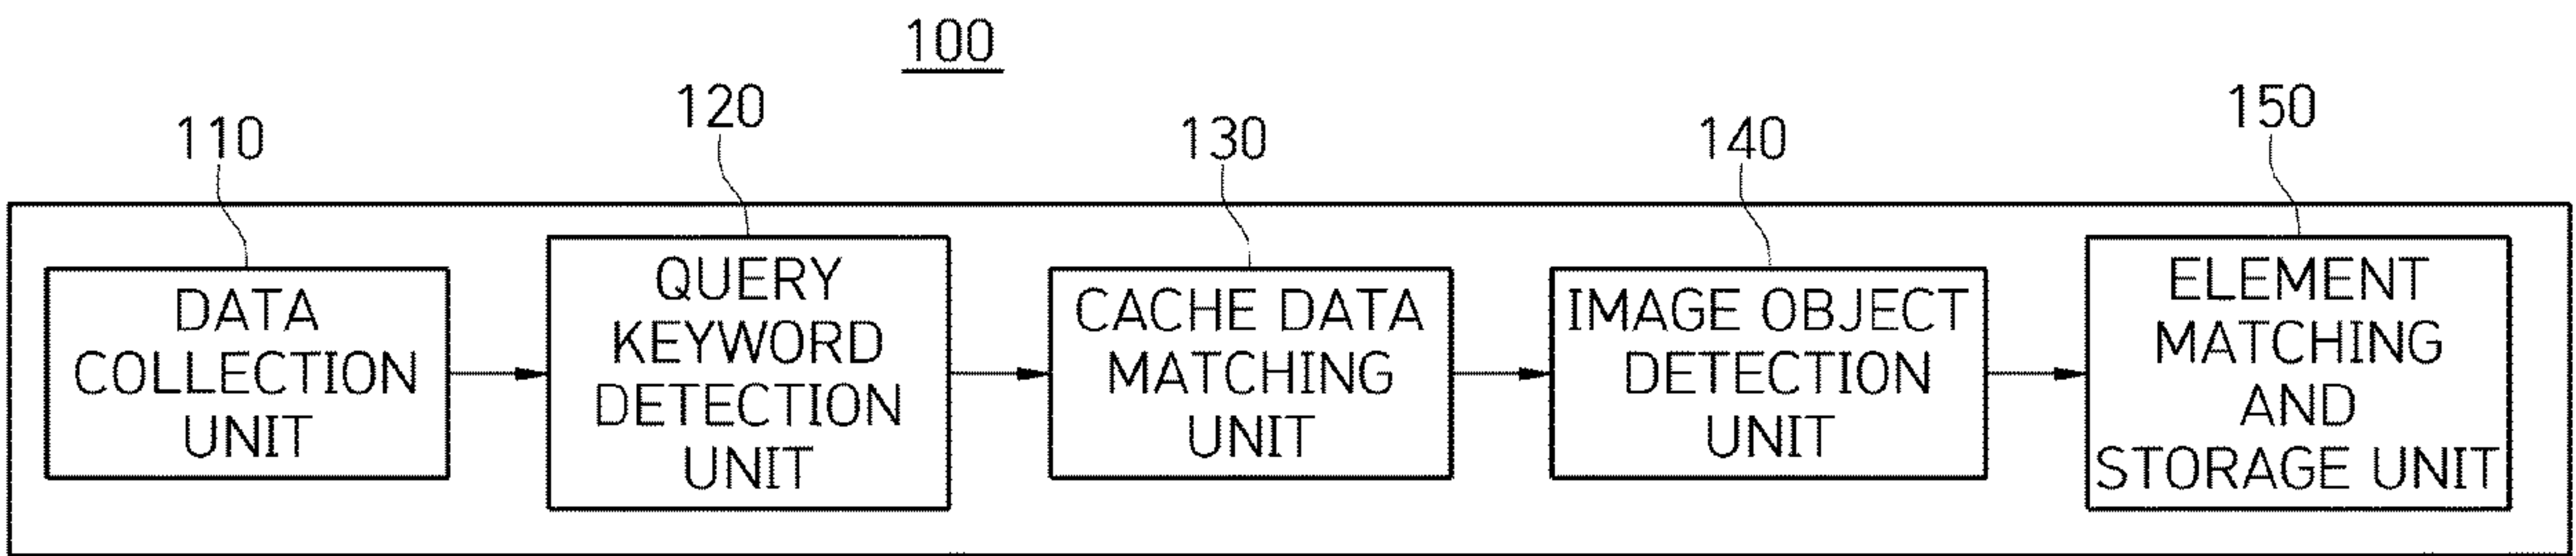 100
110
120
130
140
150
DATA
COLLECTION
UNIT
QUERY
KEYWORD
DETECTION
UNIT
CACHE DATA
MATCHING
UNIT
IMAGE OBJECT
DETECTION
UNIT
ELEMENT
MATCHING
AND
STORAGE UNIT